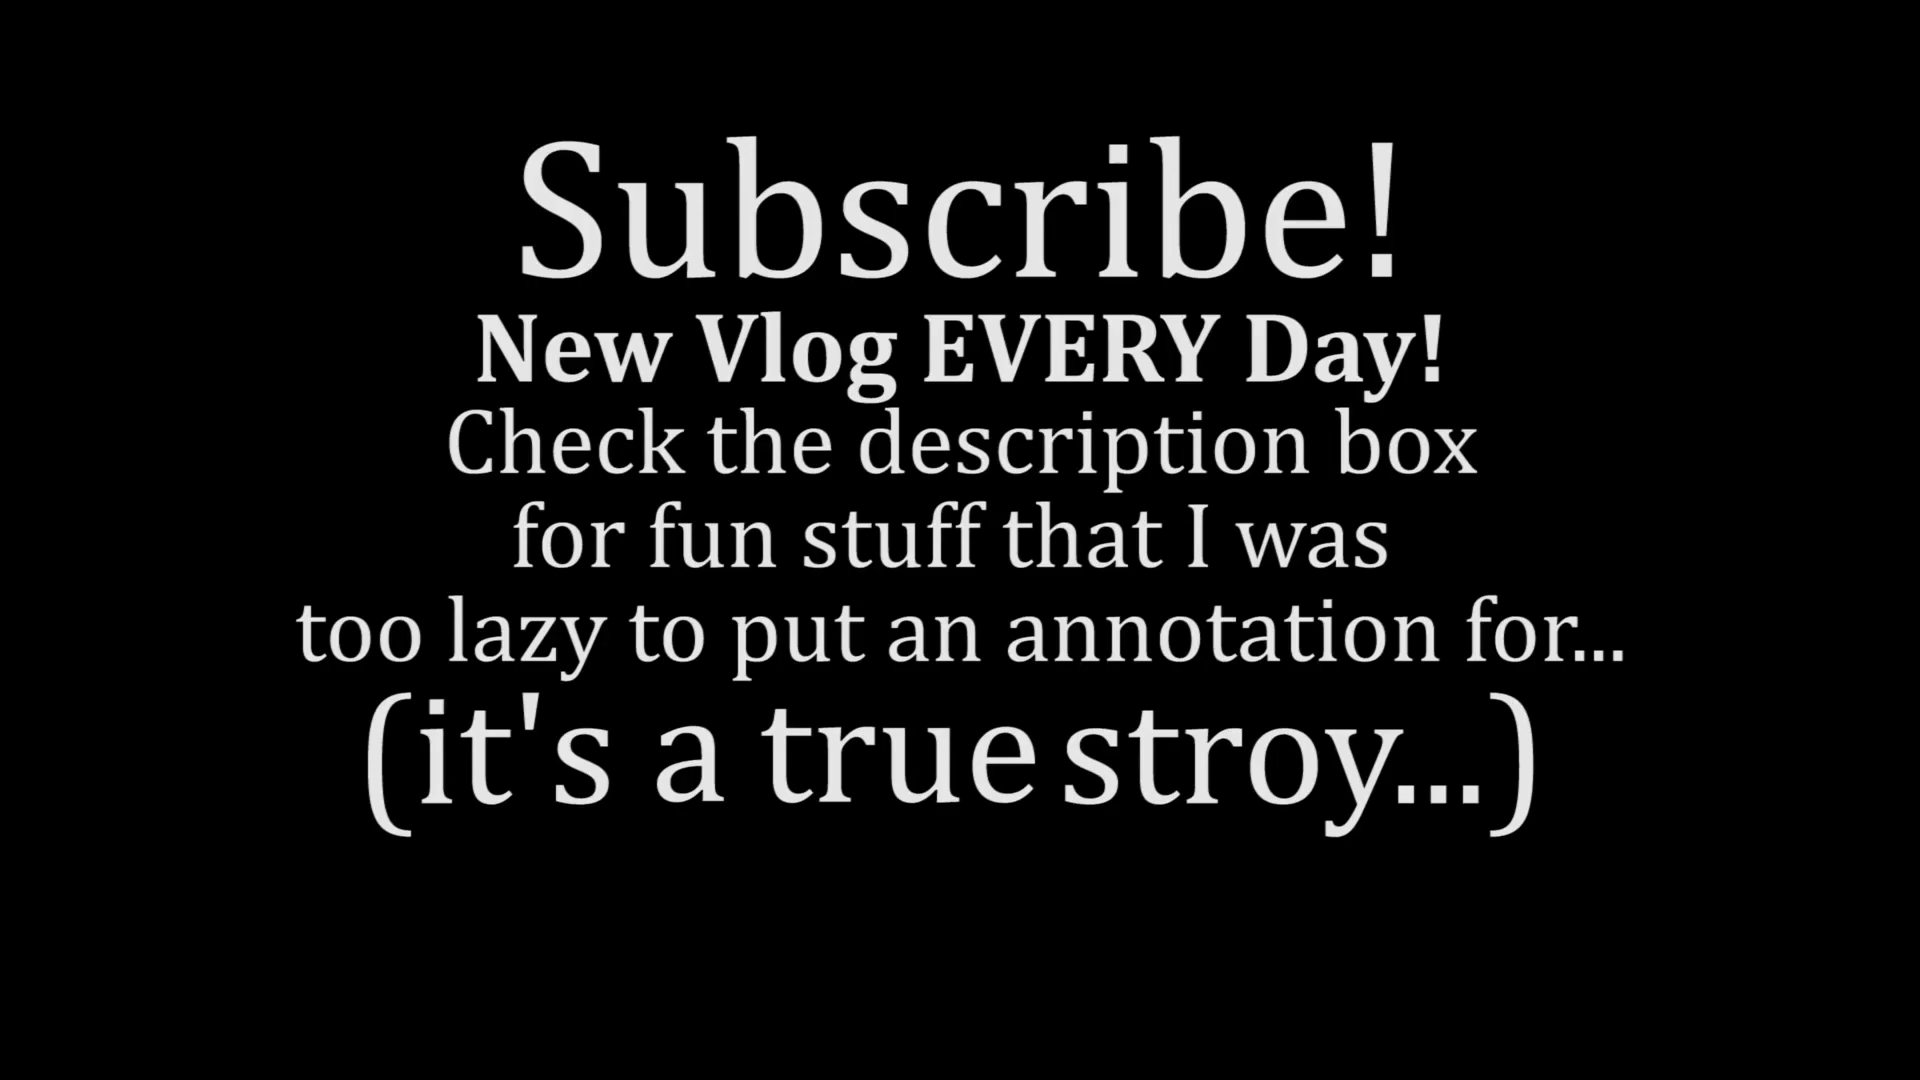 Subscribe!
New Vlog EVERY Day!
Check the description box
for fun stuff that I was
too lazy to put an annotation for...
(it's a true stroy...)